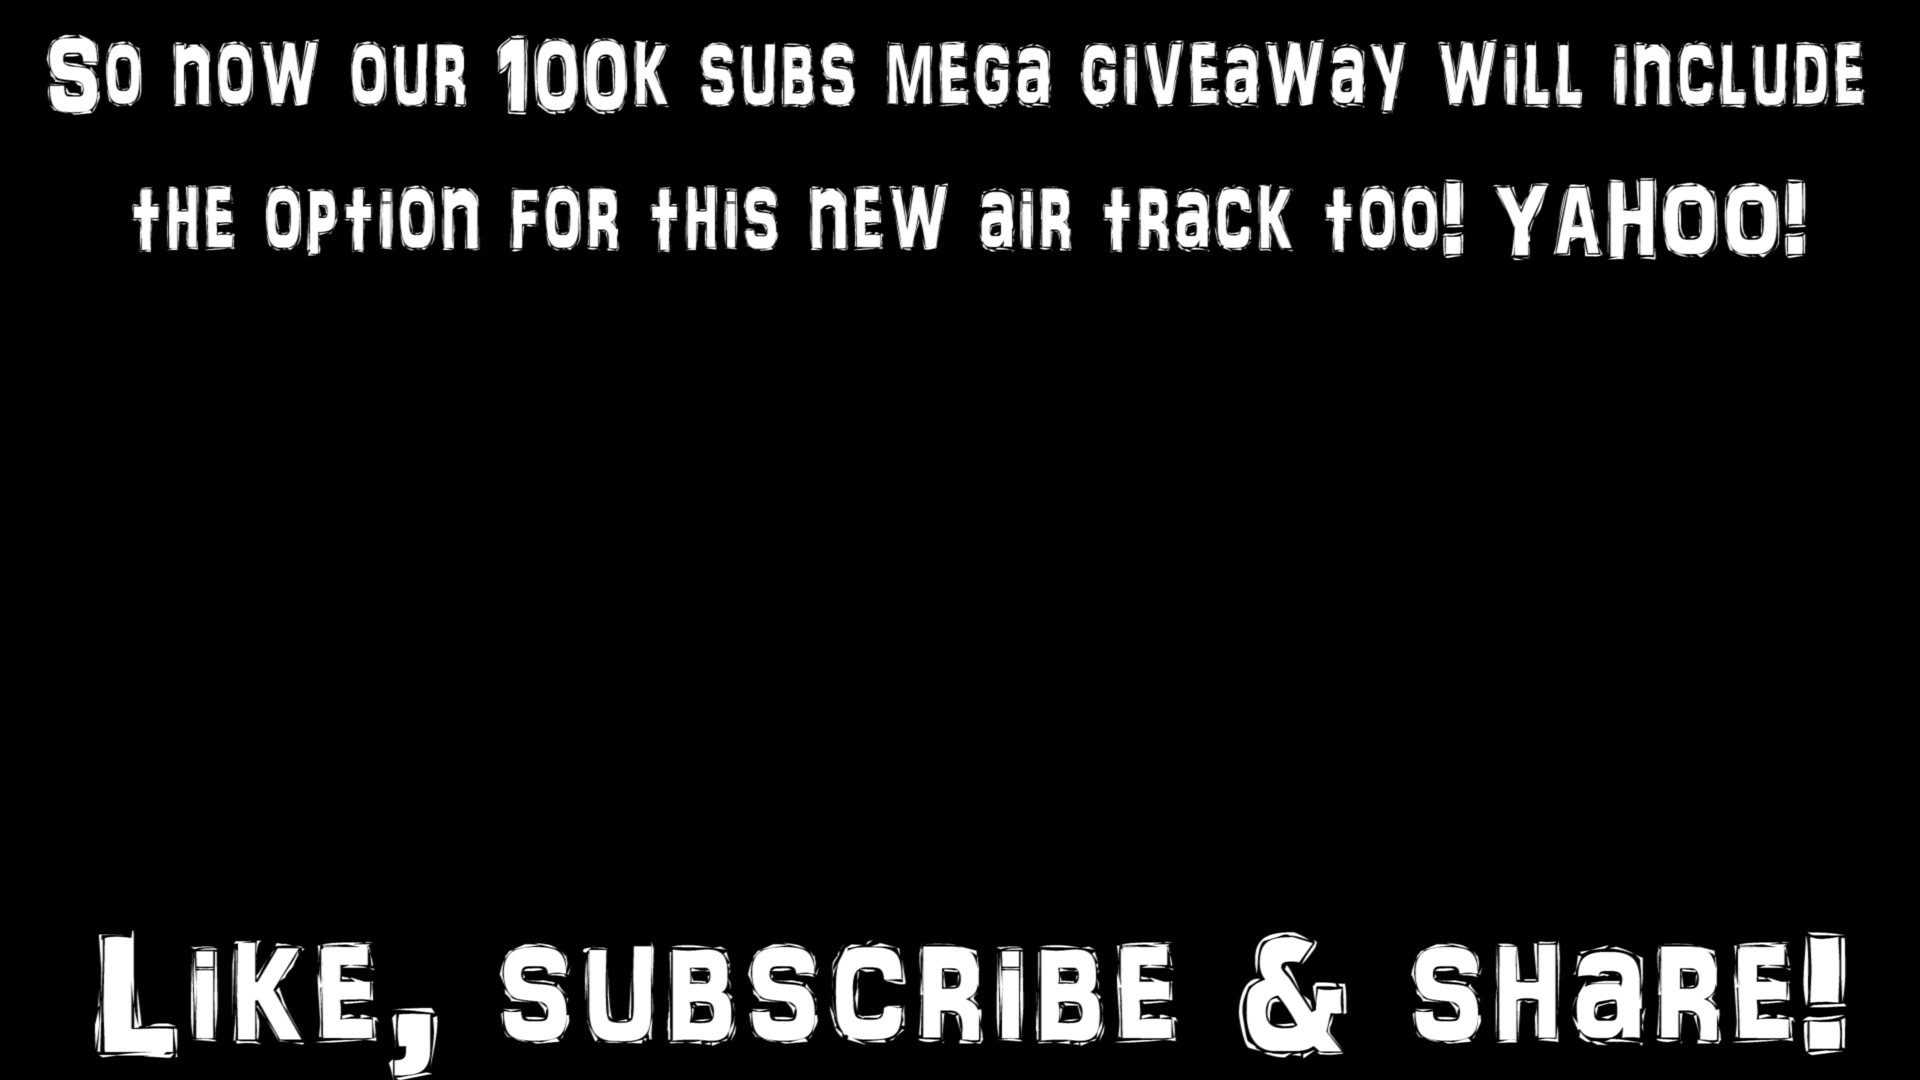 So now our 100k subs mega giveaway will include
the option for this new air track too! YAHOO!
Like, subscribe & share!